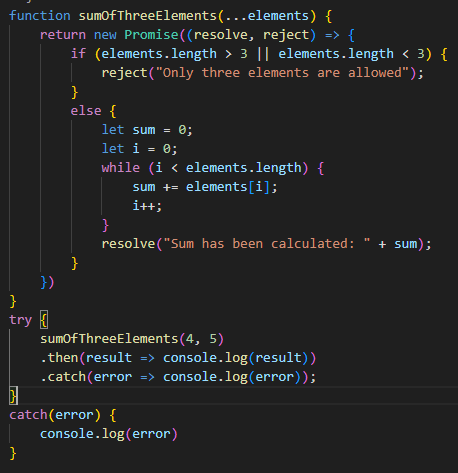 function sumOfThreeElements(...elements) {
    return new Promise((resolve, reject) => {
        if (elements.length > 3 || elements.length < 3) {
            reject("Only three elements are allowed");
        }
        else {
            let sum = 0;
            let i = 0;
            while (i < elements.length) {
                sum += elements[i];
                i++;
            }
            resolve("Sum has been calculated: " + sum);
        }
    })
}
try {
    sumOfThreeElements(4, 5)
    .then(result => console.log(result))
    .catch(error => console.log(error));
}
catch(error) {
    console.log(error)
}